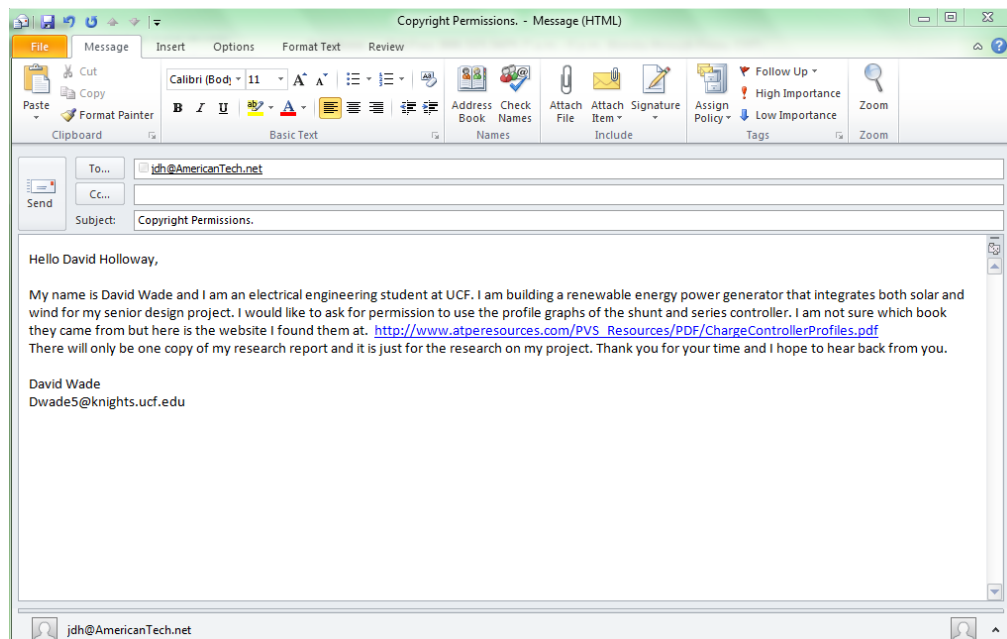 Copyright Permissions. - Message (HTML)
File Message Insert Options Format Text Review
Paste
Cut
Copy
Format Painter
Clipboard
Calibri (Body 11
B I U
Basic Text
Address Book
Check Names
Names
Attach File
Attach Item
Signature
Include
Assign Policy
Follow Up
High Importance
Low Importance
Tags
Zoom
Zoom
Send
To... jdh@AmericanTech.net
Cc...
Subject: Copyright Permissions.
Hello David Holloway,
My name is David Wade and I am an electrical engineering student at UCF. I am building a renewable energy power generator that integrates both solar and
wind for my senior design project. I would like to ask for permission to use the profile graphs of the shunt and series controller. I am not sure which book
they came from but here is the website I found them at. http://www.atperesources.com/PVS_Resources/PDF/ChargeControllerProfiles.pdf
There will only be one copy of my research report and it is just for the research on my project. Thank you for your time and I hope to hear back from you.
David Wade
Dwade5@knights.ucf.edu
jdh@AmericanTech.net